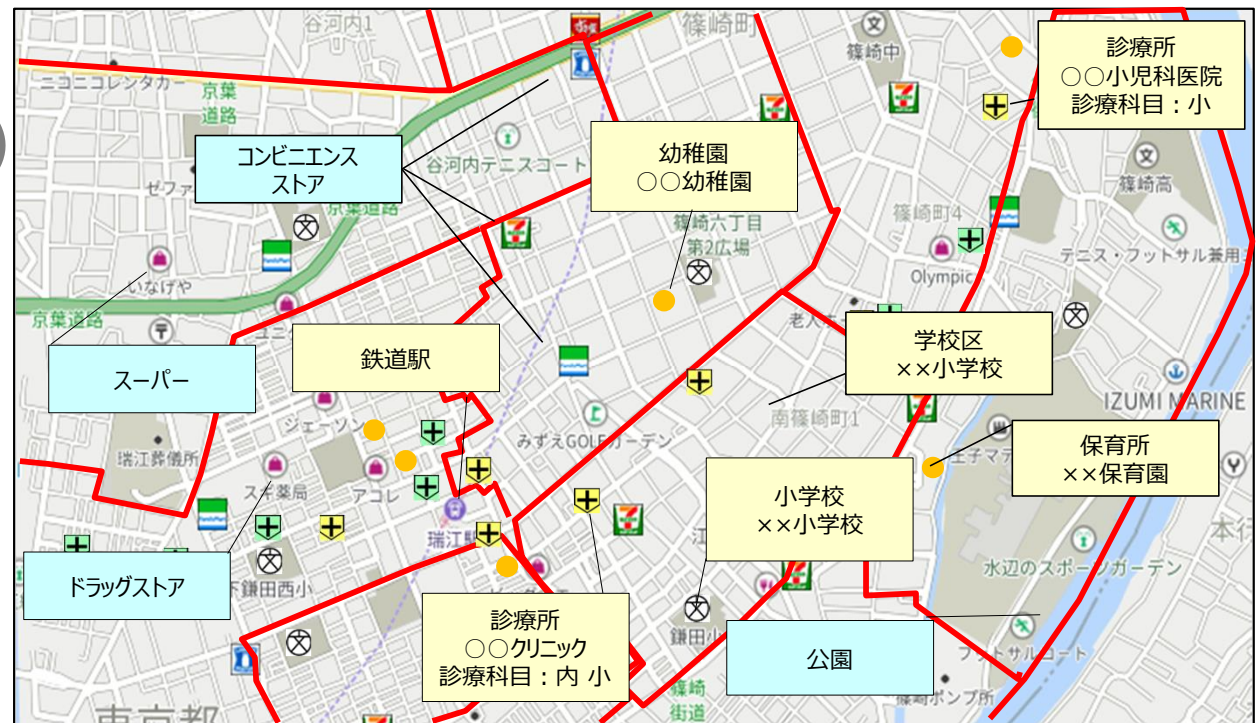 谷河内1
篠崎町
篠崎中
診療所
○○小児科医院
診療科目：小
ニコニコレンタカー
京葉
道路
コンビニエンス
ストア
谷河内テニスコート
幼稚園
○○幼稚園
篠崎高
ゼファ
京葉道路
篠崎六丁目
第2広場
篠崎町4
テニス・フットサル兼用
Olympic
いなげや
京葉道路
ユニク
老人ホ
スーパー
鉄道駅
学校区
××小学校
IZUMI MARINE
ジェーソン
みずえGOLFガーデン
南篠崎町1
瑞江葬儀所
王子マテ
保育所
××保育園
スギ薬局
アコレ
小学校
××小学校
瑞江駅
江
本行
ドラッグストア
下鎌田西小
水辺のスポーツガーデン
診療所
○○クリニック
診療科目：内 小
鎌田小
公園
フットサルコート
篠崎ポンプ所
篠崎
街道
東京都